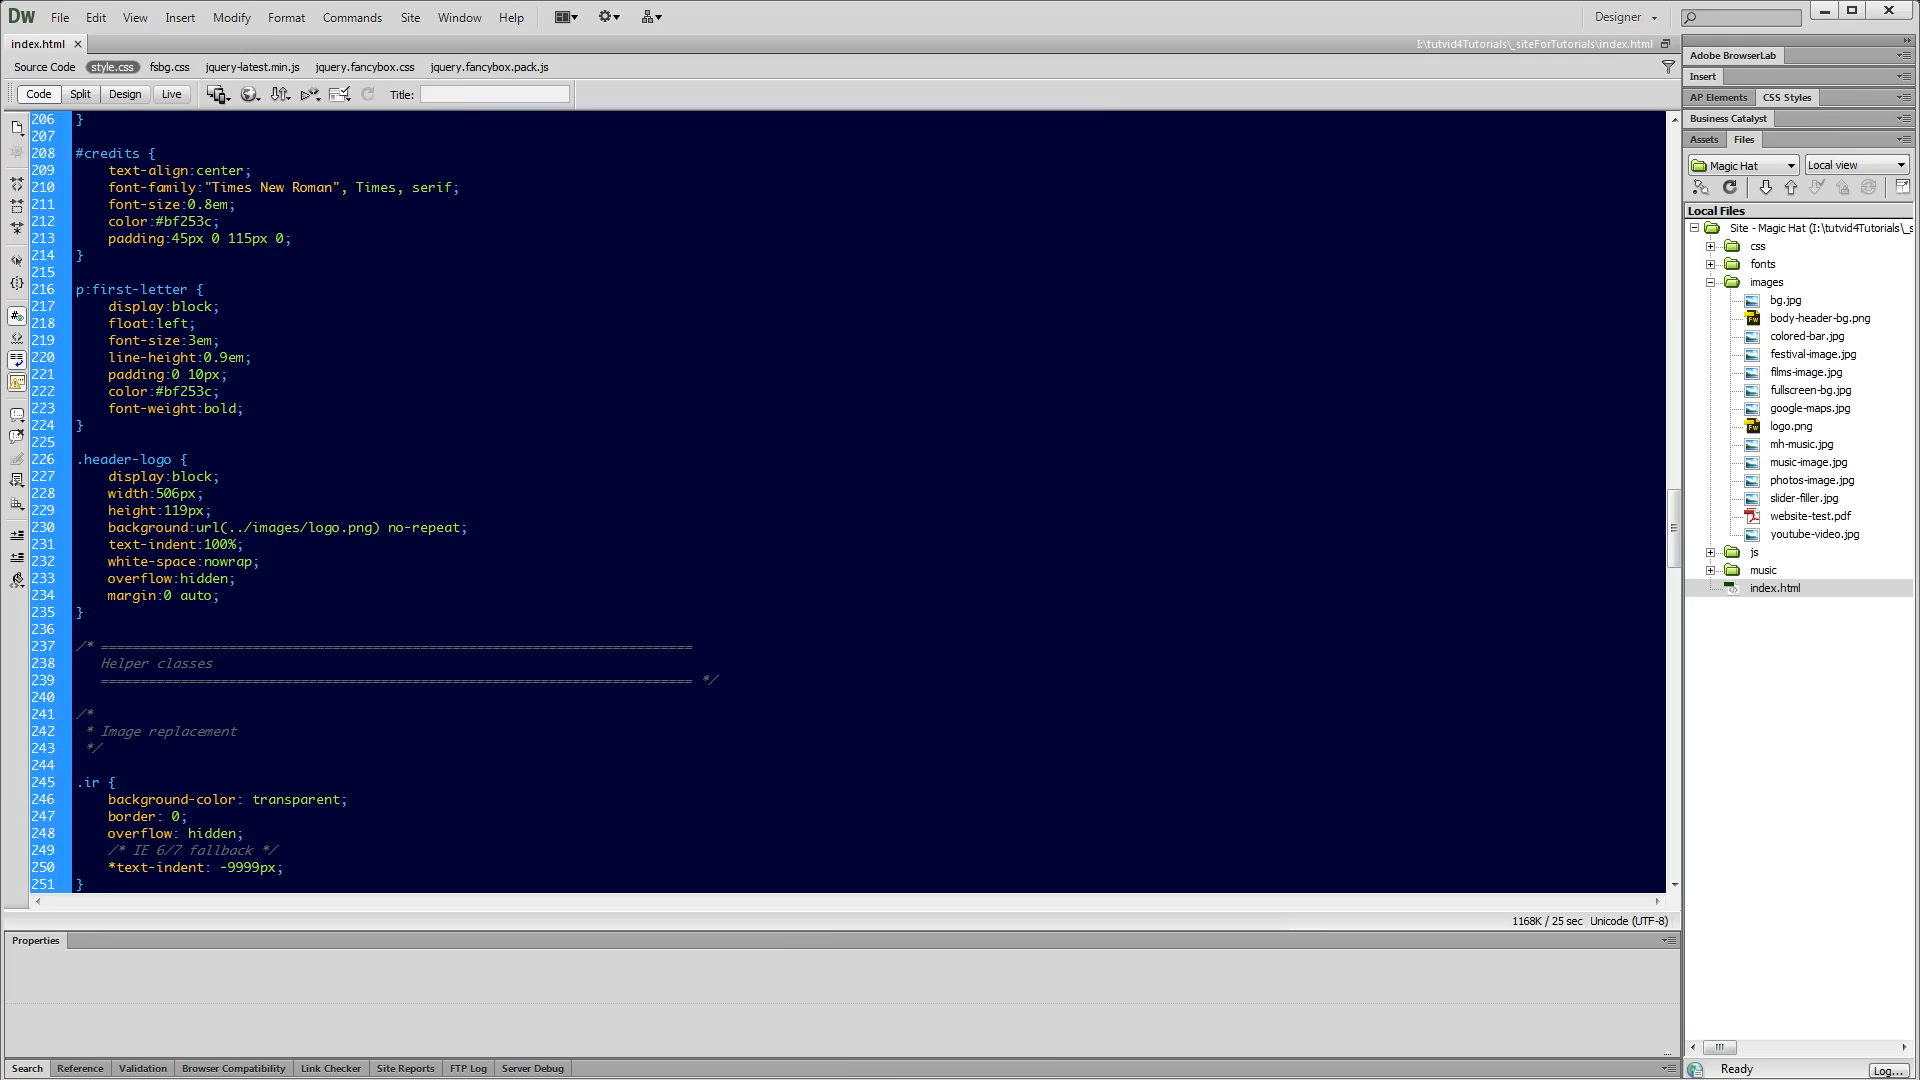 Dw File Edit View Insert Modify Format Commands Site Window Help Designer
index.html I:\tutvid4Tutorials\_siteForTutorials\index.html
Source Code style.css fsbg.css jquery-latest.min.js jquery.fancybox.css jquery.fancybox.pack.js
Code Split Design Live Title:
206 }
207
208 #credits {
209 text-align:center;
210 font-family:"Times New Roman", Times, serif;
211 font-size:0.8em;
212 color:#bf253c;
213 padding:45px 0 115px 0;
214 }
215
216 p:first-letter {
217 display:block;
218 float:left;
219 font-size:3em;
220 line-height:0.9em;
221 padding:0 10px;
222 color:#bf253c;
223 font-weight:bold;
224 }
225
226 .header-logo {
227 display:block;
228 width:506px;
229 height:119px;
230 background:url(../images/logo.png) no-repeat;
231 text-indent:100%;
232 white-space:nowrap;
233 overflow:hidden;
234 margin:0 auto;
235 }
236
237 /* ==========================================================================
238 Helper classes
239 ========================================================================== */
240
241 /*
242 * Image replacement
243 */
244
245 .ir {
246 background-color: transparent;
247 border: 0;
248 overflow: hidden;
249 /* IE 6/7 fallback */
250 *text-indent: -9999px;
251 }
1168K / 25 sec Unicode (UTF-8)
Properties
Search Reference Validation Browser Compatibility Link Checker Site Reports FTP Log Server Debug
Adobe BrowserLab
Insert
AP Elements CSS Styles
Business Catalyst
Assets Files
Magic Hat Local view
Local Files
Site - Magic Hat (I:\tutvid4Tutorials\_s
css
fonts
images
bg.jpg
body-header-bg.png
colored-bar.jpg
festival-image.jpg
films-image.jpg
fullscreen-bg.jpg
google-maps.jpg
logo.png
mh-music.jpg
music-image.jpg
photos-image.jpg
slider-filler.jpg
website-test.pdf
youtube-video.jpg
js
music
index.html
Ready Log...